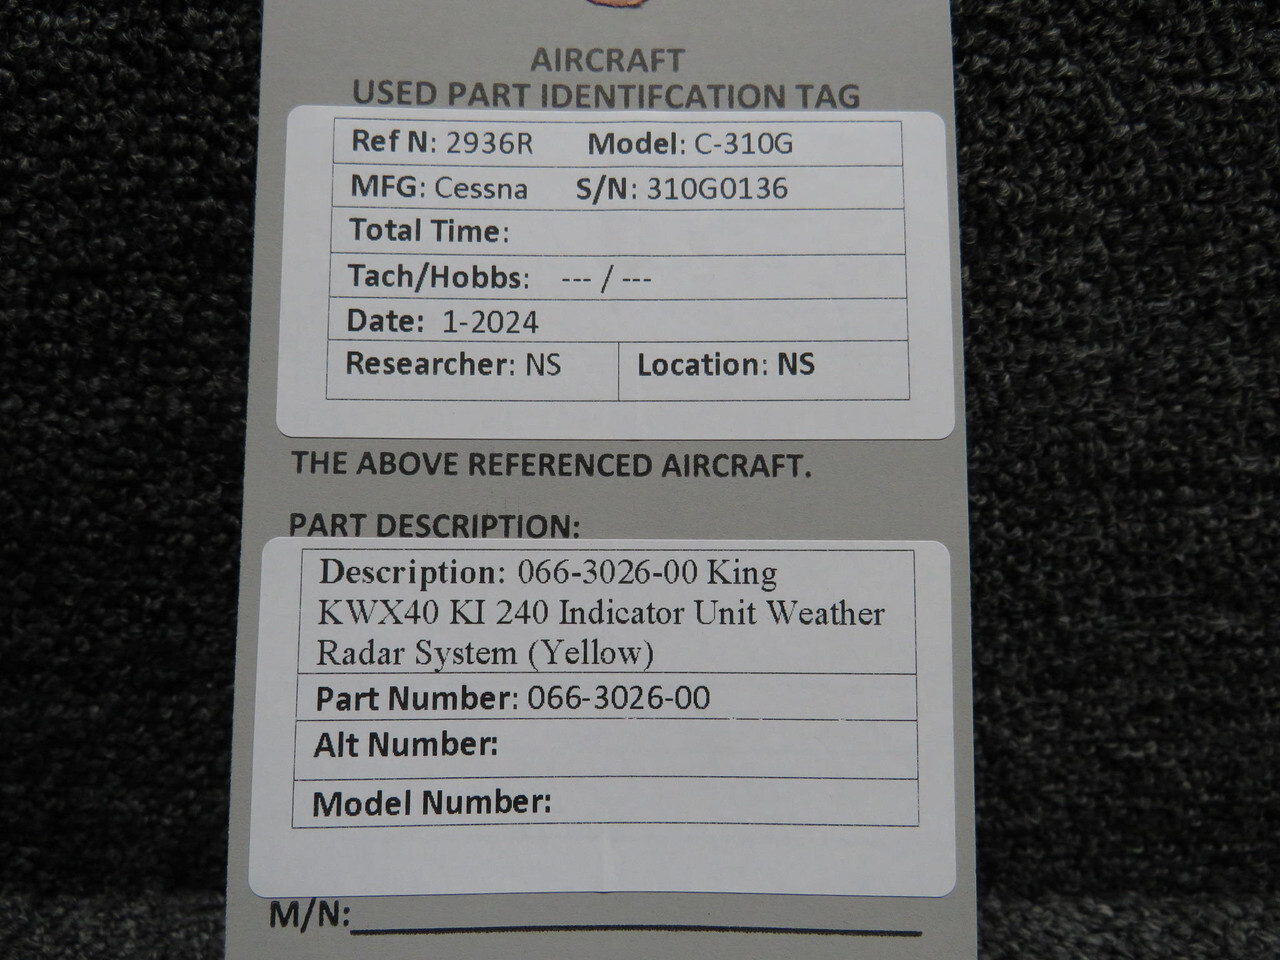 AIRCRAFT
USED PART IDENTIFCATION TAG
Ref N: 2936R Model: C-310G
MFG: Cessna S/N: 310G0136
Total Time:
Tach/Hobbs: --- / ---
Date: 1-2024
Researcher: NS Location: NS
THE ABOVE REFERENCED AIRCRAFT.
PART DESCRIPTION:
Description: 066-3026-00 King
KWX40 KI 240 Indicator Unit Weather
Radar System (Yellow)
Part Number: 066-3026-00
Alt Number:
Model Number:
M/N: